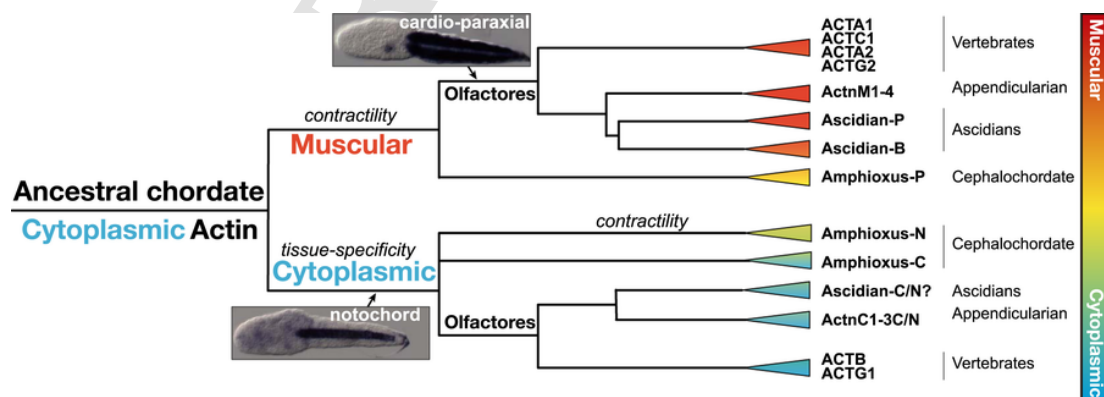 cardio-paraxial
Olfactores
contractility
Muscular
Ancestral chordate
Cytoplasmic Actin
tissue-specificity
Cytoplasmic
notochord
contractility
Olfactores
ACTA1
ACTC1
ACTA2
ACTG2
Vertebrates
ActnM1-4
Appendicularian
Ascidian-P
Ascidians
Ascidian-B
Amphioxus-P
Cephalochordate
Amphioxus-N
Cephalochordate
Amphioxus-C
Ascidian-C/N?
Ascidians
ActnC1-3C/N
Appendicularian
ACTB
ACTG1
Vertebrates
Muscular
Cytoplasmic